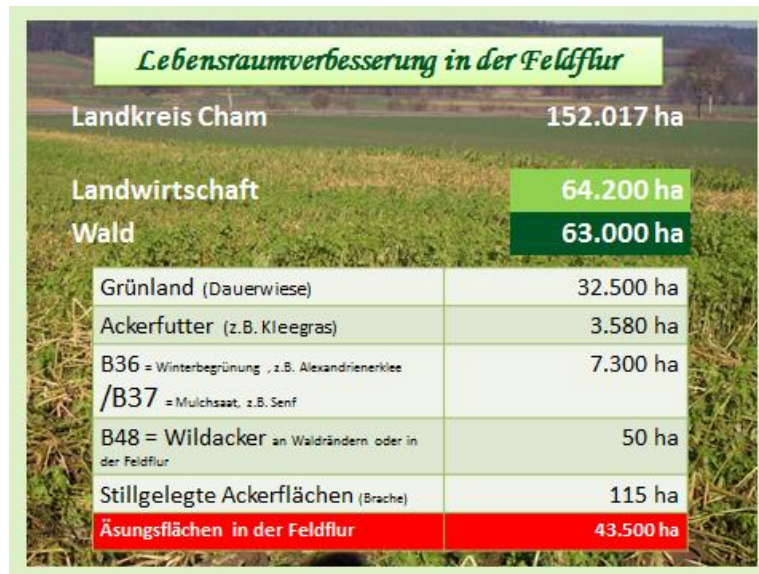 Lebensraumverbesserung in der Feldflur
Landkreis Cham 152.017 ha
Landwirtschaft 64.200 ha
Wald 63.000 ha
Grünland (Dauerwiese) 32.500 ha
Ackerfutter (z.B. Kleegras) 3.580 ha
B36 = Winterbegrünung , z.B. Alexandrienerklee 7.300 ha
/B37 = Mulchsaat, z.B. Senf
B48 = Wildacker an Waldrändern oder in 50 ha
der Feldflur
Stillgelegte Ackerflächen (Brache) 115 ha
Äsungsflächen in der Feldflur 43.500 ha